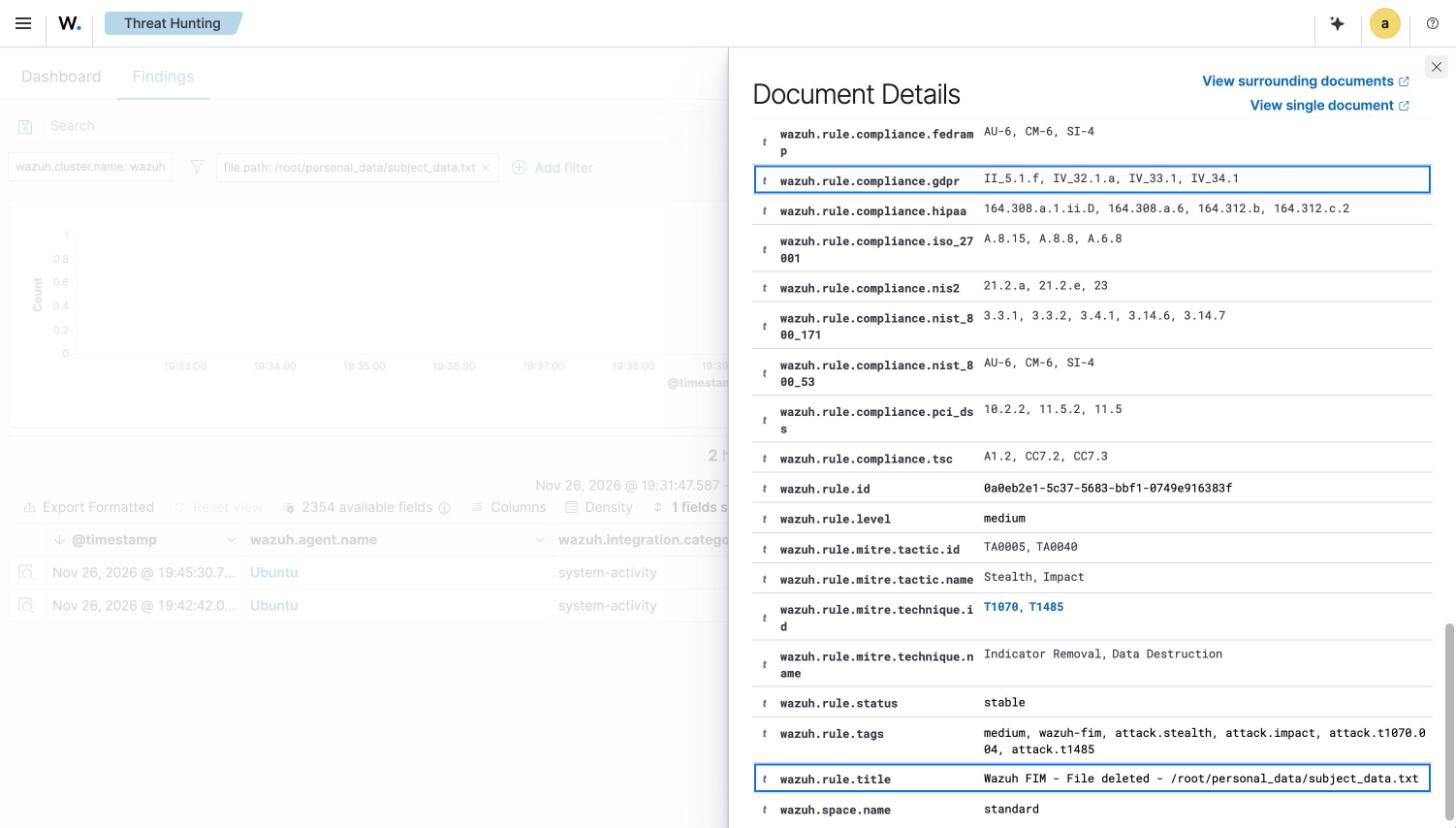 W.
Threat Hunting
a
Dashboard
Findings
Search
wazuh.cluster.name: wazuh
file.path: /root/personal_data/subject_data.txt
Add filter
Count
1
0.8
0.6
0.4
0.2
0
19:33:00
19:34:00
19:35:00
19:36:00
19:37:00
19:38:00
19:39
@timestam
2 h
Nov 26, 2026 @ 19:31:47.587 -
Export Formatted
Reset view
2354 available fields
Columns
Density
1 fields s
@timestamp
wazuh.agent.name
wazuh.integration.catego
Nov 26, 2026 @ 19:45:30.7...
Ubuntu
system-activity
Nov 26, 2026 @ 19:42:42.0...
Ubuntu
system-activity
Document Details
View surrounding documents
View single document
t wazuh.rule.compliance.fedram AU-6, CM-6, SI-4
p
t wazuh.rule.compliance.gdpr II_5.1.f, IV_32.1.a, IV_33.1, IV_34.1
t wazuh.rule.compliance.hipaa 164.308.a.1.ii.D, 164.308.a.6, 164.312.b, 164.312.c.2
t wazuh.rule.compliance.iso_27 A.8.15, A.8.8, A.6.8
001
t wazuh.rule.compliance.nis2 21.2.a, 21.2.e, 23
t wazuh.rule.compliance.nist_8 3.3.1, 3.3.2, 3.4.1, 3.14.6, 3.14.7
00_171
t wazuh.rule.compliance.nist_8 AU-6, CM-6, SI-4
00_53
t wazuh.rule.compliance.pci_ds 10.2.2, 11.5.2, 11.5
s
t wazuh.rule.compliance.tsc A1.2, CC7.2, CC7.3
t wazuh.rule.id 0a0eb2e1-5c37-5683-bbf1-0749e916383f
t wazuh.rule.level medium
t wazuh.rule.mitre.tactic.id TA0005, TA0040
t wazuh.rule.mitre.tactic.name Stealth, Impact
t wazuh.rule.mitre.technique.i T1070, T1485
d
t wazuh.rule.mitre.technique.n Indicator Removal, Data Destruction
ame
t wazuh.rule.status stable
t wazuh.rule.tags medium, wazuh-fim, attack.stealth, attack.impact, attack.t1070.0
04, attack.t1485
t wazuh.rule.title Wazuh FIM - File deleted - /root/personal_data/subject_data.txt
t wazuh.space.name standard